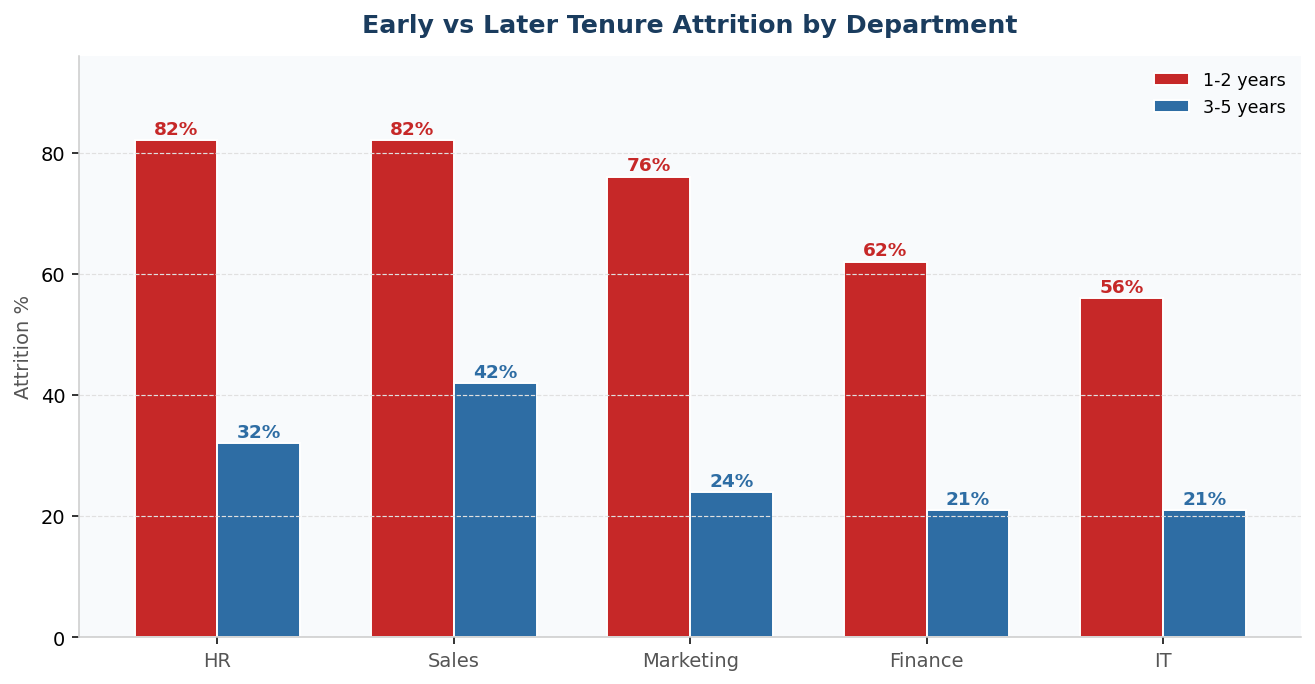 Early vs Later Tenure Attrition by Department
1-2 years
3-5 years
Attrition %
80
60
40
20
0
82%
32%
82%
42%
76%
24%
62%
21%
56%
21%
HR
Sales
Marketing
Finance
IT